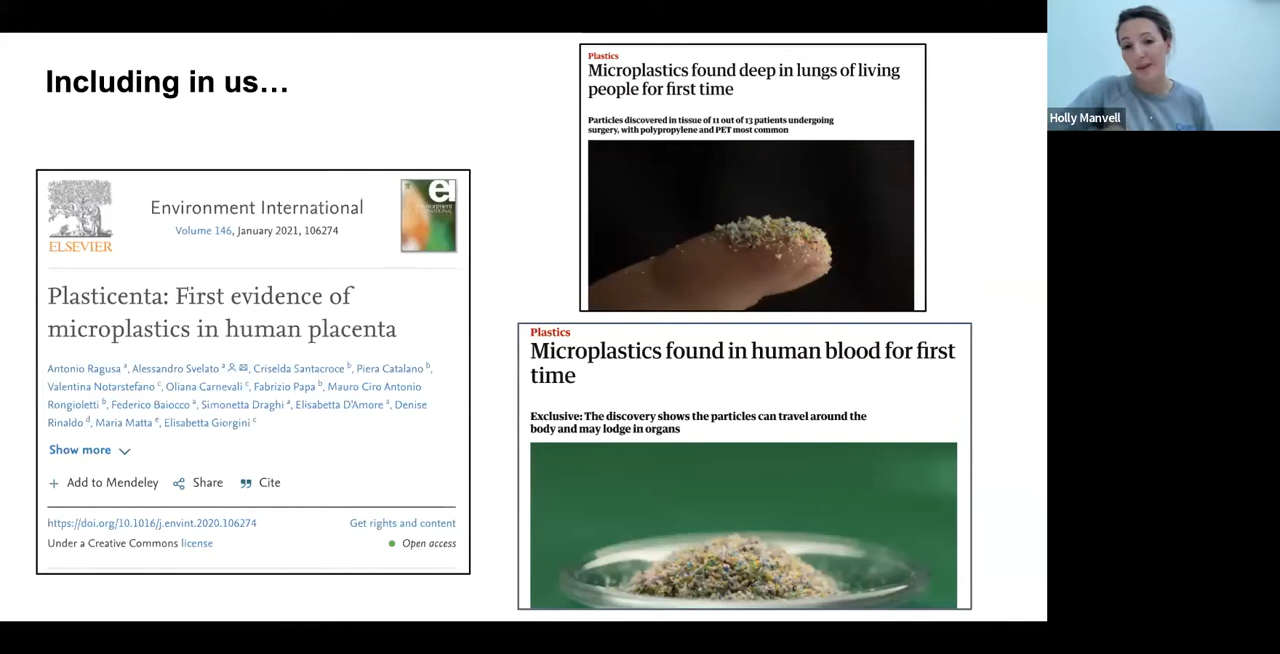 Including in us…
Environment International
Volume 146, January 2021, 106274
ELSEVIER
Plasticenta: First evidence of
microplastics in human placenta
Antonio Ragusa a, Alessandro Svelato a, Criselda Santacroce b, Piera Catalano b,
Valentina Notarstefano c, Oliana Carnevali c, Fabrizio Papa b, Mauro Ciro Antonio
Rongioletti b, Federico Baiocco a, Simonetta Draghi a, Elisabetta D'Amore a, Denise
Rinaldo d, Maria Matta e, Elisabetta Giorgini c
Show more
+ Add to Mendeley Share Cite
https://doi.org/10.1016/j.envint.2020.106274 Get rights and content
Under a Creative Commons license Open access
Plastics
Microplastics found deep in lungs of living
people for first time
Particles discovered in tissue of 11 out of 13 patients undergoing
surgery, with polypropylene and PET most common
Plastics
Microplastics found in human blood for first
time
Exclusive: The discovery shows the particles can travel around the
body and may lodge in organs
Holly Manvell